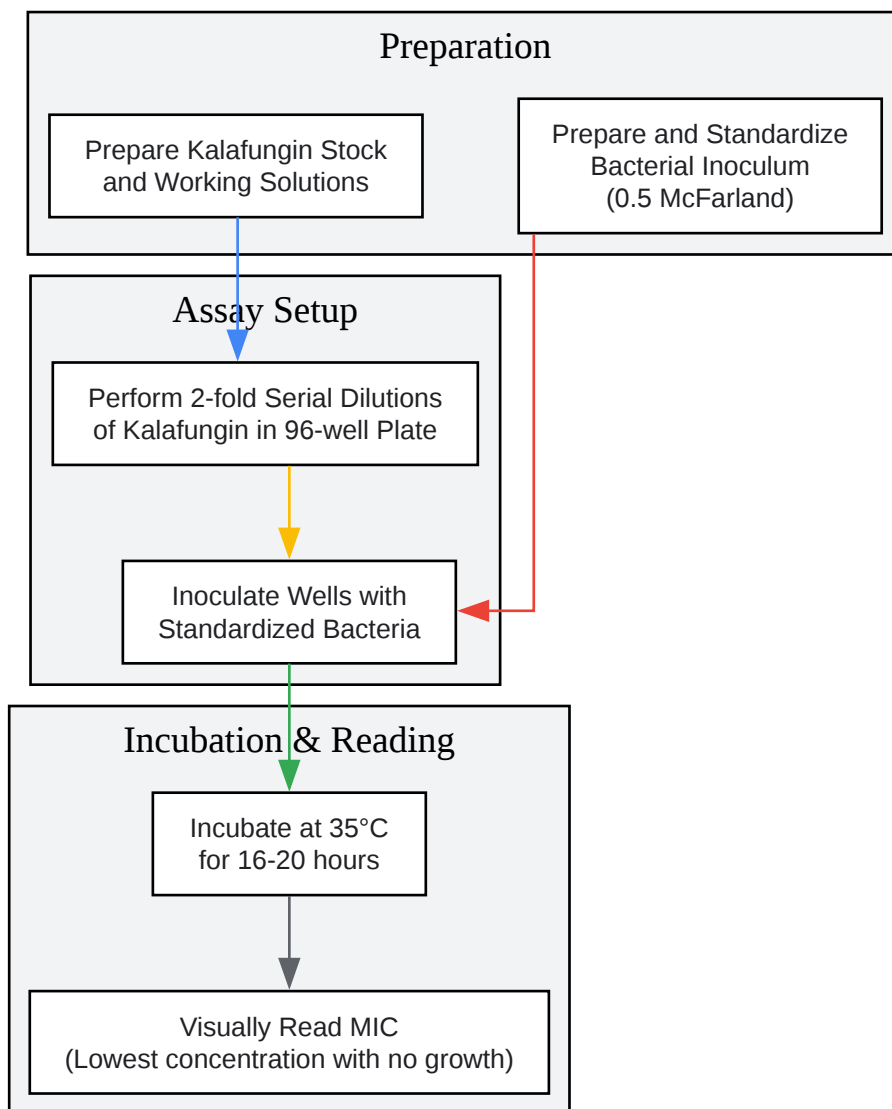 Preparation
Prepare Kalafungin Stock
and Working Solutions
Prepare and Standardize
Bacterial Inoculum
(0.5 McFarland)
Assay Setup
Perform 2-fold Serial Dilutions
of Kalafungin in 96-well Plate
Inoculate Wells with
Standardized Bacteria
Incubation & Reading
Incubate at 35°C
for 16-20 hours
Visually Read MIC
(Lowest concentration with no growth)